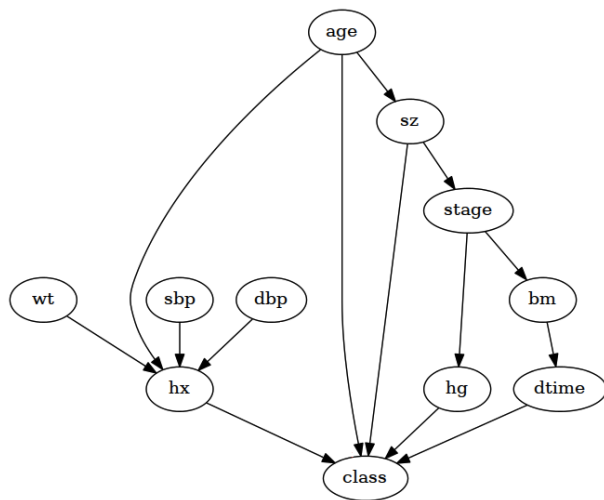 age
sz
stage
wt
sbp
dbp
bm
hx
hg
dtime
class